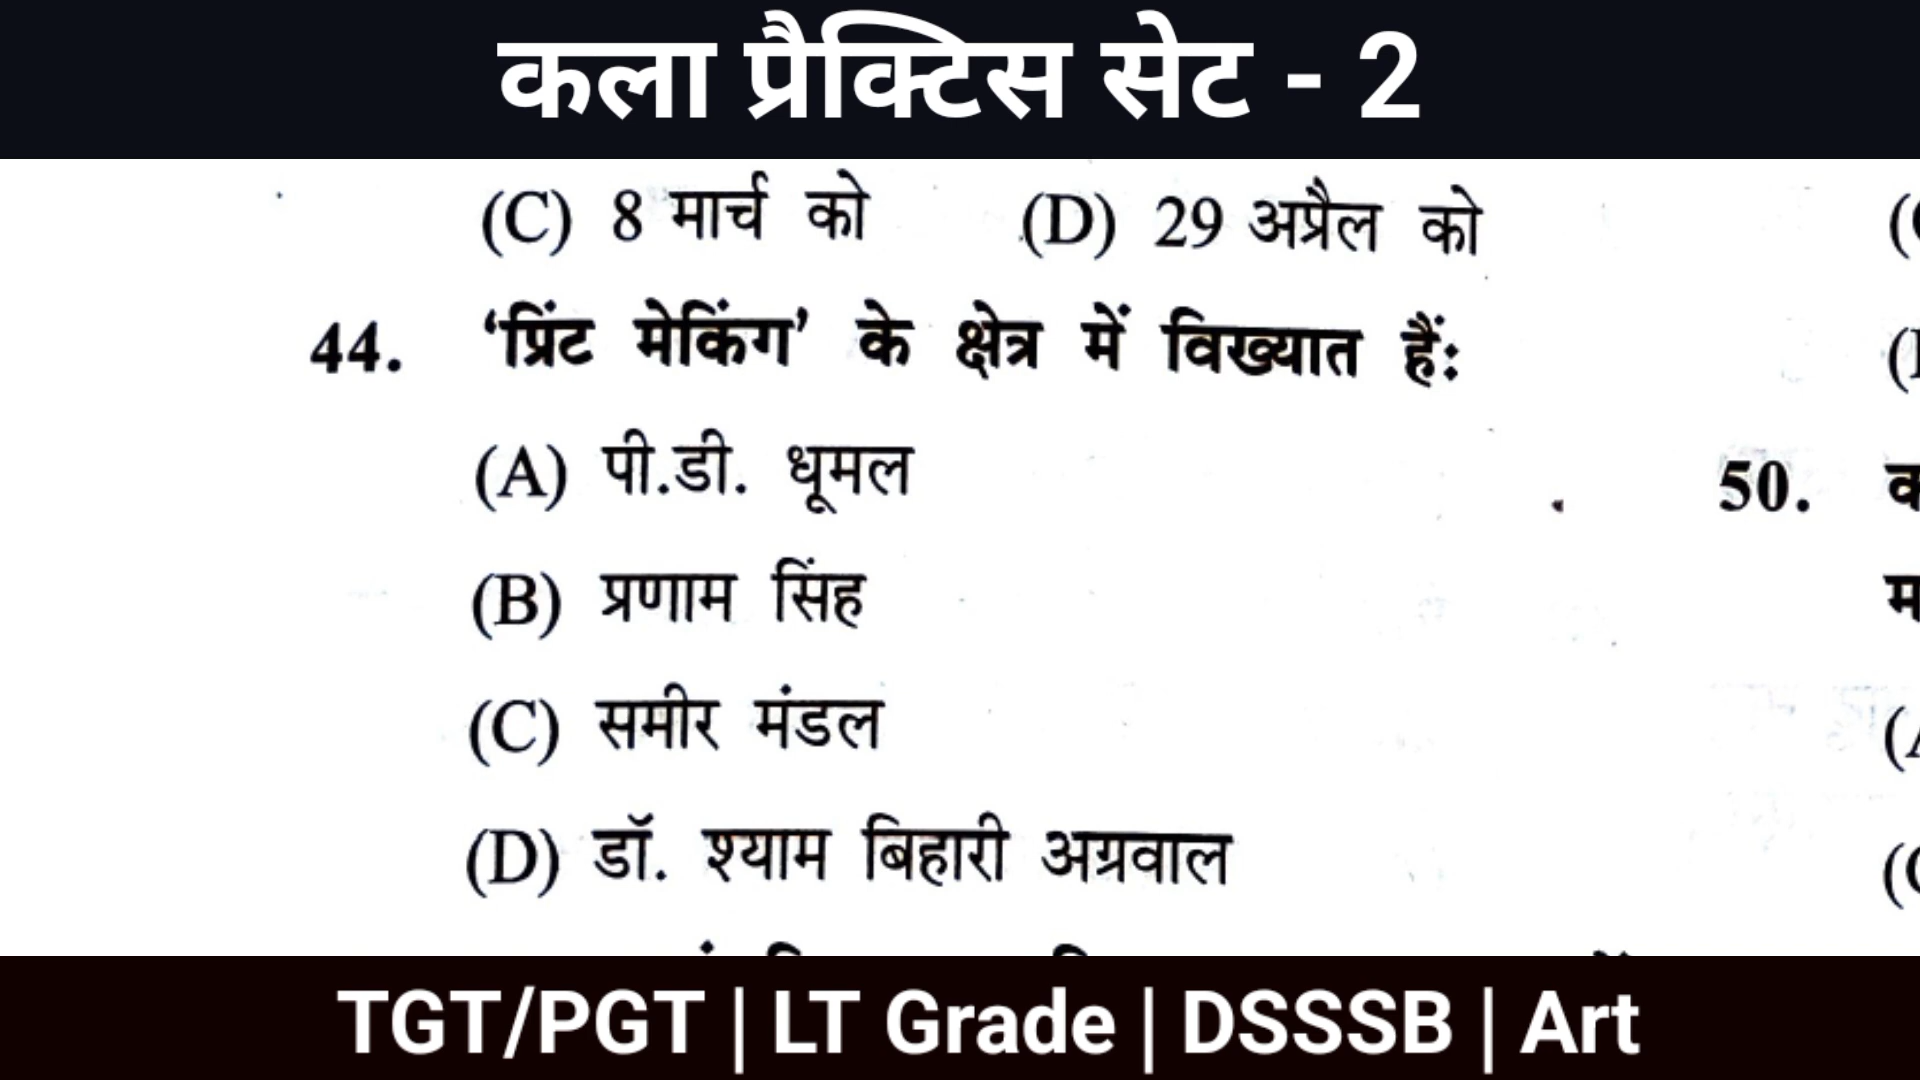 कला प्रैक्टिस सेट - 2
(C) 8 मार्च को (D) 29 अप्रैल को
44. ‘प्रिंट मेकिंग’ के क्षेत्र में विख्यात हैंः
(A) पी.डी. धूमल
50.
(B) प्रणाम सिंह
(C) समीर मंडल
(D) डॉ. श्याम बिहारी अग्रवाल
TGT/PGT | LT Grade | DSSSB | Art